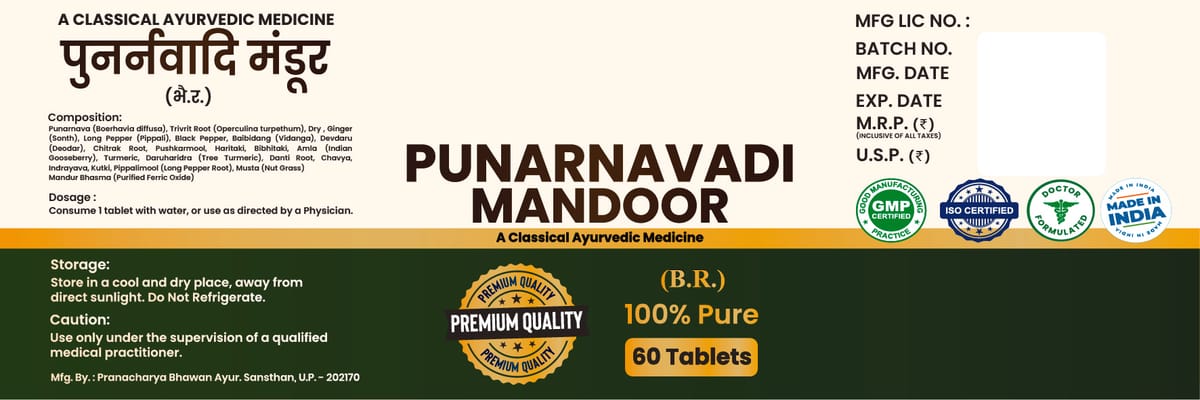 A CLASSICAL AYURVEDIC MEDICINE
पुनर्नवादि मंडूर
(भै.र.)
Composition:
Punarnava (Boerhavia diffusa), Trivrit Root (Operculina turpethum), Dry , Ginger
(Sonth), Long Pepper (Pippali), Black Pepper, Baibidang (Vidanga), Devdaru
(Deodar), Chitrak Root, Pushkarmool, Haritaki, Bibhitaki, Amla (Indian
Gooseberry), Turmeric, Daruharidra (Tree Turmeric), Danti Root, Chavya,
Indrayava, Kutki, Pippalimool (Long Pepper Root), Musta (Nut Grass)
Mandur Bhasma (Purified Ferric Oxide)
Dosage :
Consume 1 tablet with water, or use as directed by a Physician.
Storage:
Store in a cool and dry place, away from
direct sunlight. Do Not Refrigerate.
Caution:
Use only under the supervision of a qualified
medical practitioner.
Mfg. By. : Pranacharya Bhawan Ayur. Sansthan, U.P. - 202170
PUNARNAVADI
MANDOOR
A Classical Ayurvedic Medicine
PREMIUM QUALITY
PREMIUM QUALITY
PREMIUM QUALITY
(B.R.)
100% Pure
60 Tablets
MFG LIC NO. :
BATCH NO.
MFG. DATE
EXP. DATE
M.R.P. (₹)
(INCLUSIVE OF ALL TAXES)
U.S.P. (₹)
GOOD MANUFACTURING
GMP
CERTIFIED
PRACTICE
ISO CERTIFIED
DOCTOR
FORMULATED
MADE IN INDIA
MADE IN
INDIA
MADE IN INDIA